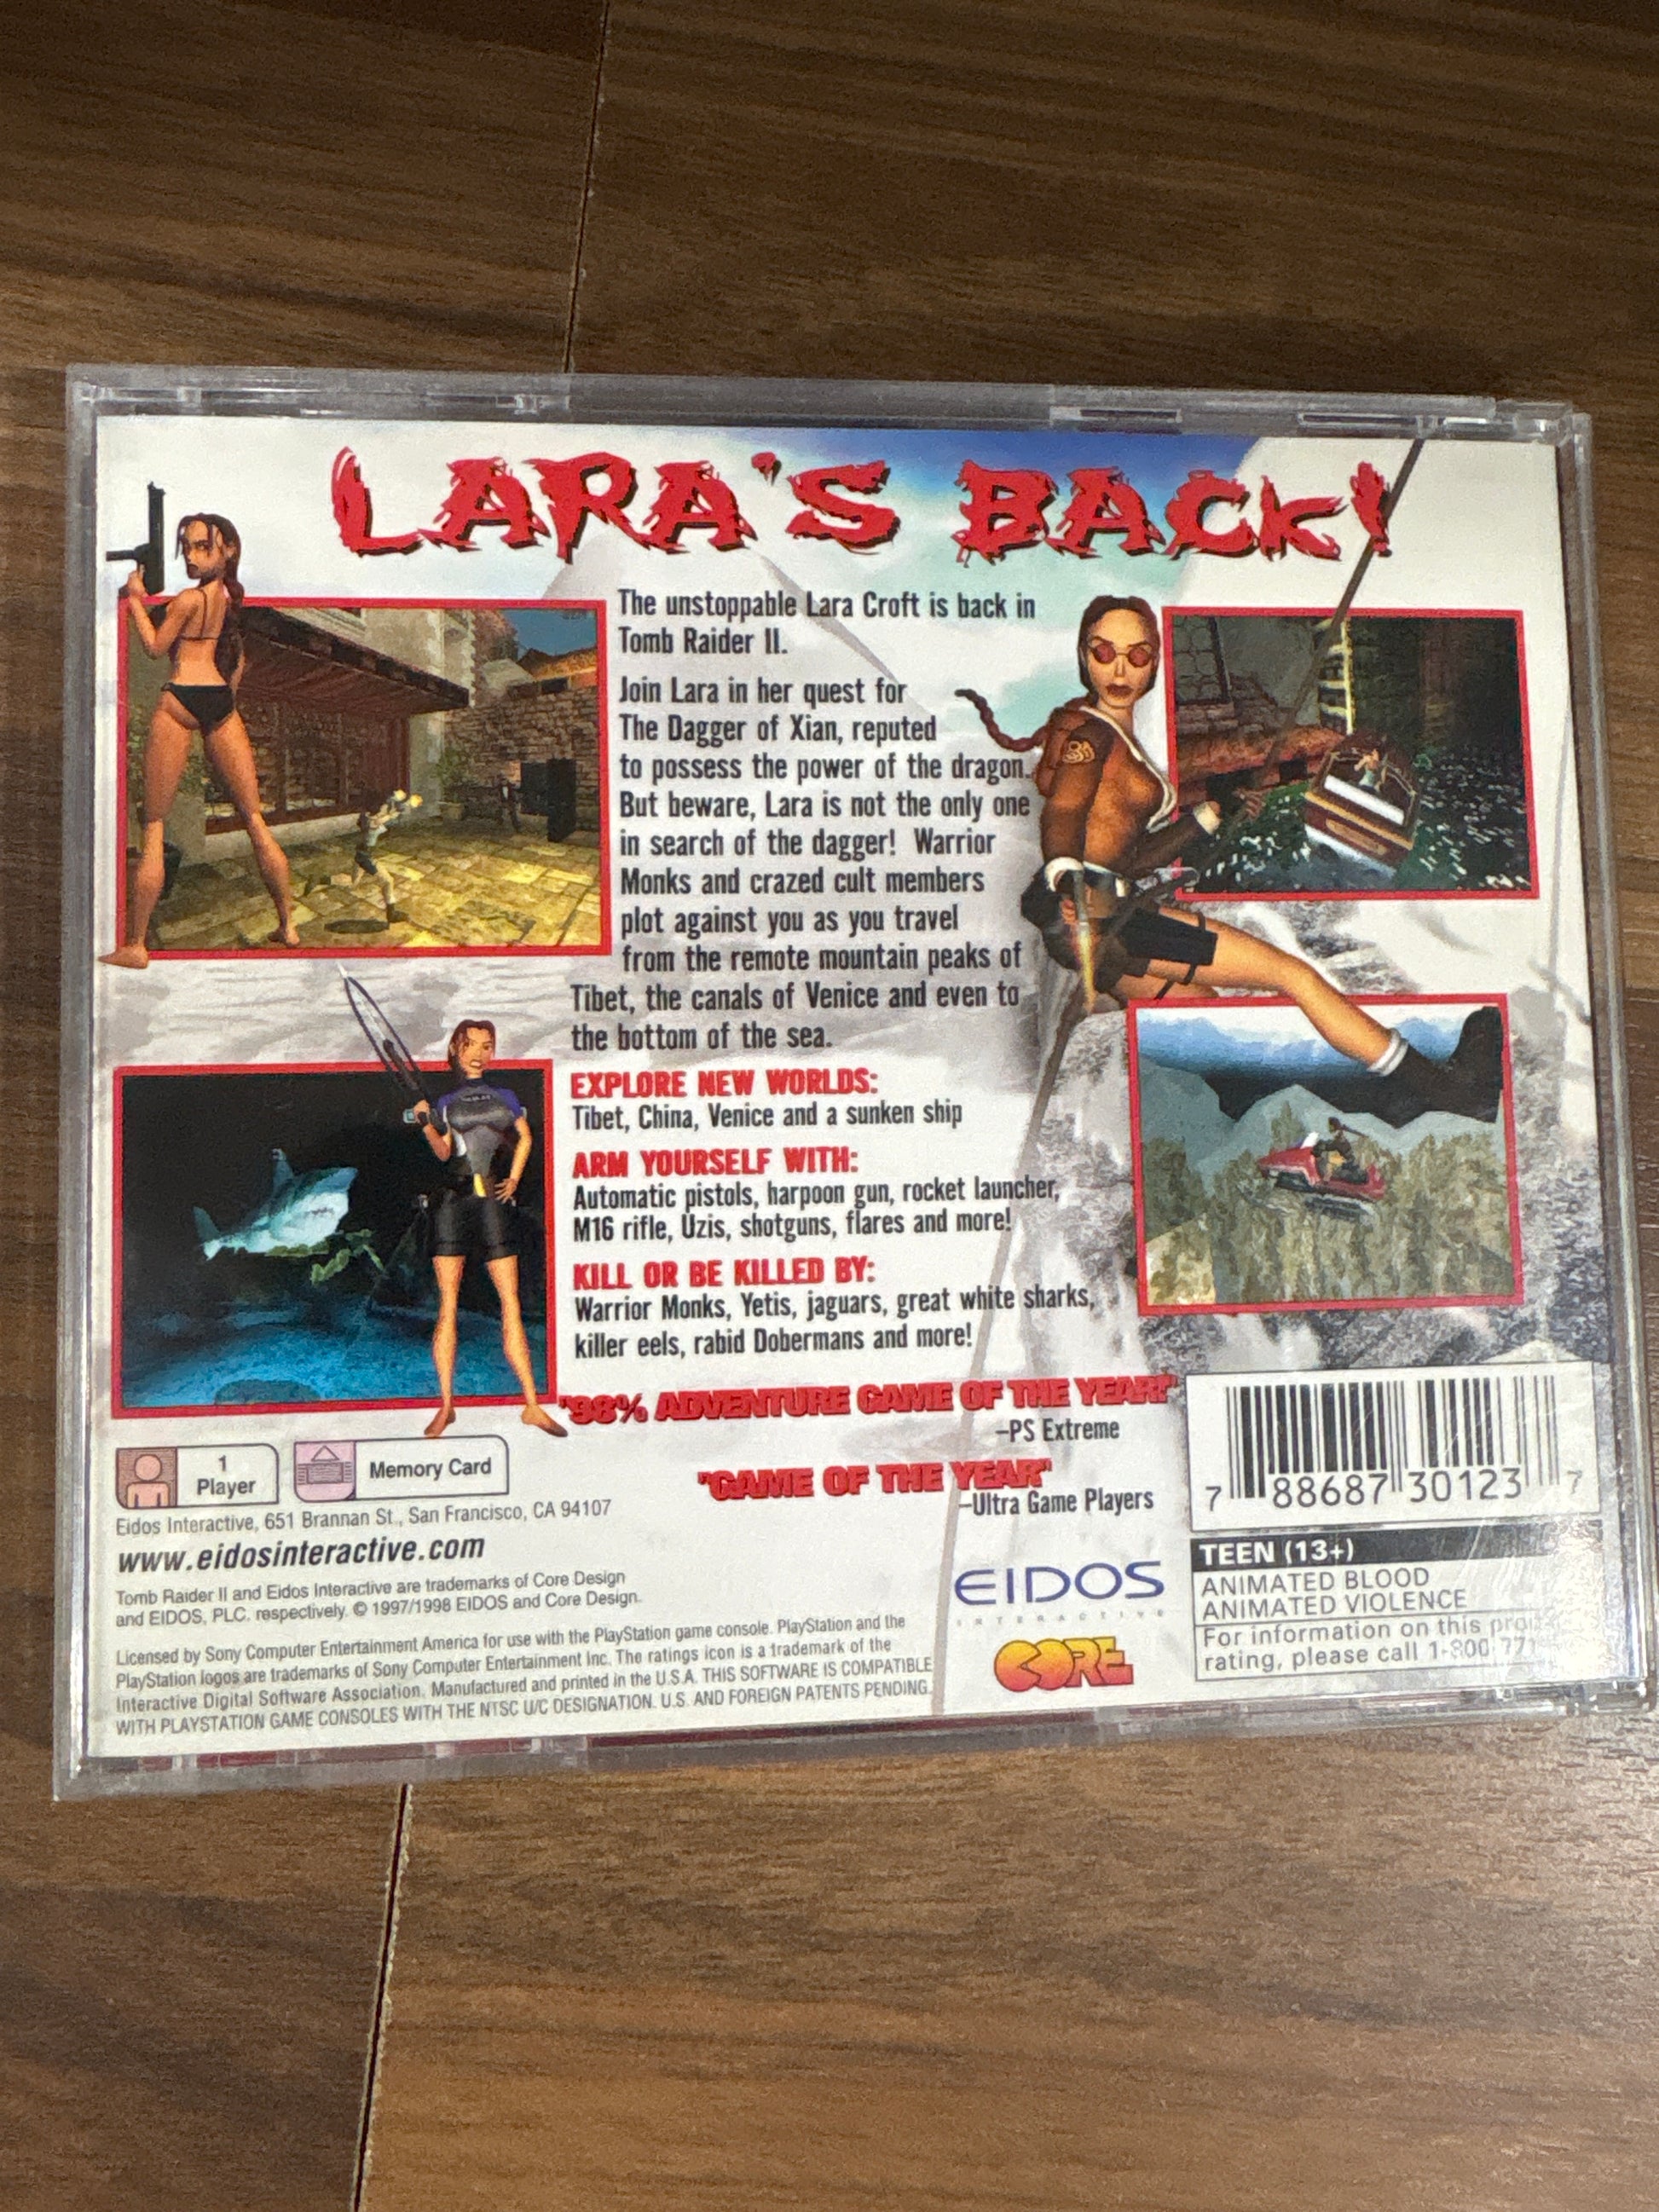 LARA'S BACK!
The unstoppable Lara Croft is back in
Tomb Raider II.
Join Lara in her quest for
The Dagger of Xian, reputed
to possess the power of the dragon.
But beware, Lara is not the only one
in search of the dagger! Warrior
Monks and crazed cult members
plot against you as you travel
from the remote mountain peaks of
Tibet, the canals of Venice and even to
the bottom of the sea.
EXPLORE NEW WORLDS:
Tibet, China, Venice and a sunken ship
ARM YOURSELF WITH:
Automatic pistols, harpoon gun, rocket launcher,
M16 rifle, Uzis, shotguns, flares and more!
KILL OR BE KILLED BY:
Warrior Monks, Yetis, jaguars, great white sharks,
killer eels, rabid Dobermans and more!
"98% ADVENTURE GAME OF THE YEAR!"
-PS Extreme
"GAME OF THE YEAR"
-Ultra Game Players
1
Player
Memory Card
Eidos Interactive, 651 Brannan St., San Francisco, CA 94107
www.eidosinteractive.com
Tomb Raider II and Eidos Interactive are trademarks of Core Design
and EIDOS, PLC. respectively. © 1997/1998 EIDOS and Core Design.
Licensed by Sony Computer Entertainment America for use with the PlayStation game console. PlayStation and the
PlayStation logos are trademarks of Sony Computer Entertainment Inc. The ratings icon is a trademark of the
Interactive Digital Software Association. Manufactured and printed in the U.S.A. THIS SOFTWARE IS COMPATIBLE
WITH PLAYSTATION GAME CONSOLES WITH THE NTSC U/C DESIGNATION. U.S. AND FOREIGN PATENTS PENDING.
EIDOS
INTERACTIVE
CORE
7 88687 30123 7
TEEN (13+)
ANIMATED BLOOD
ANIMATED VIOLENCE
For information on this
rating, please call 1-800-771